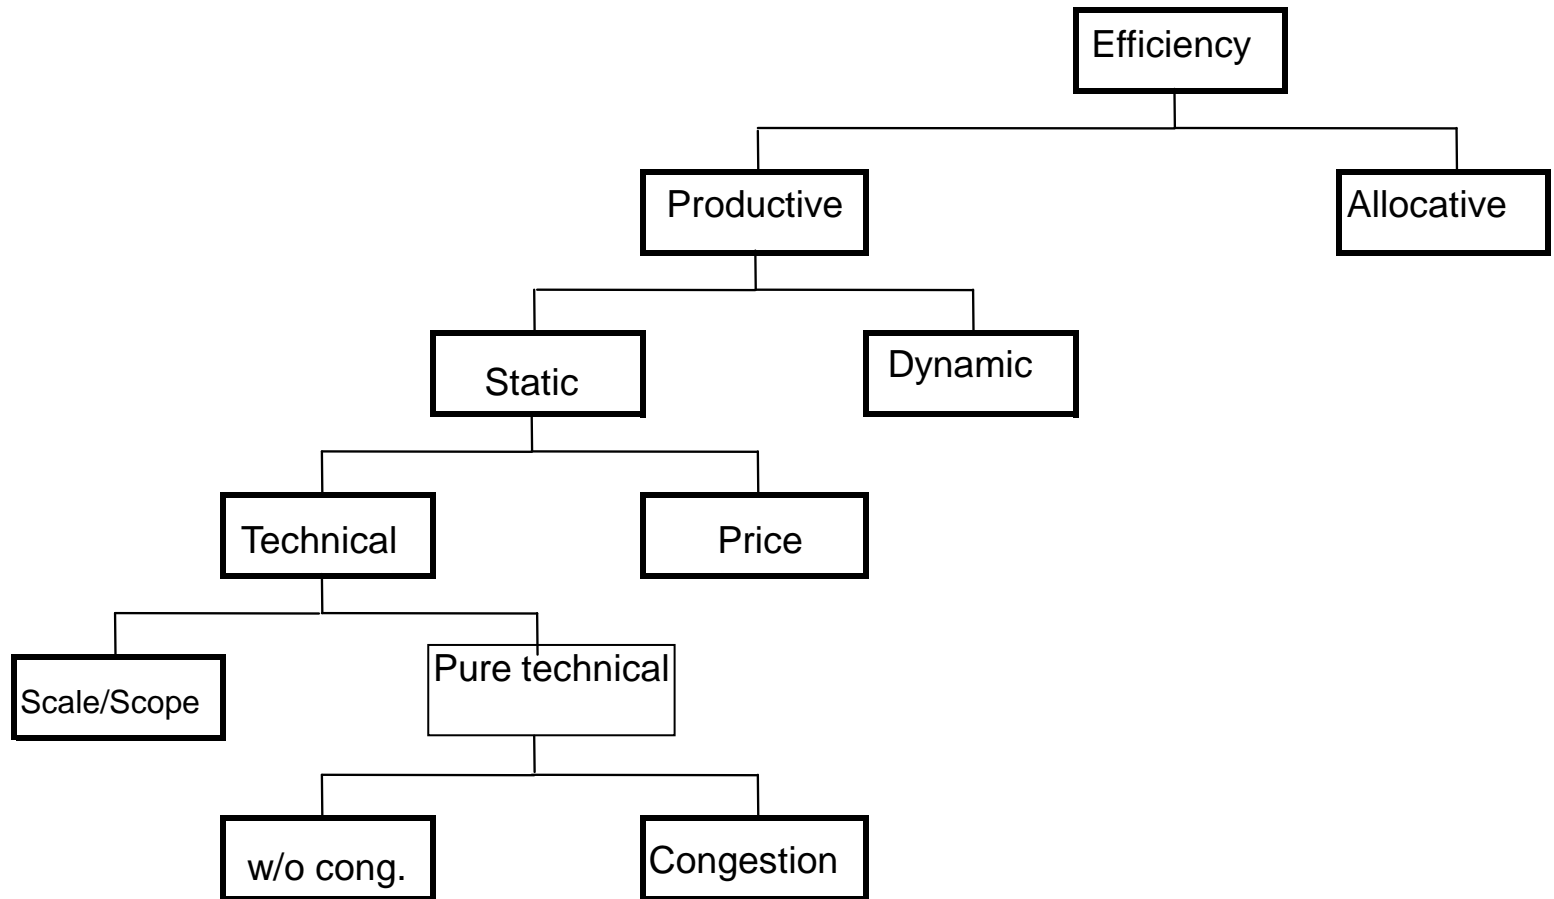 Efficiency
Productive
Allocative
Static
Dynamic
Technical
Price
Scale/Scope
Pure technical
w/o cong.
Congestion